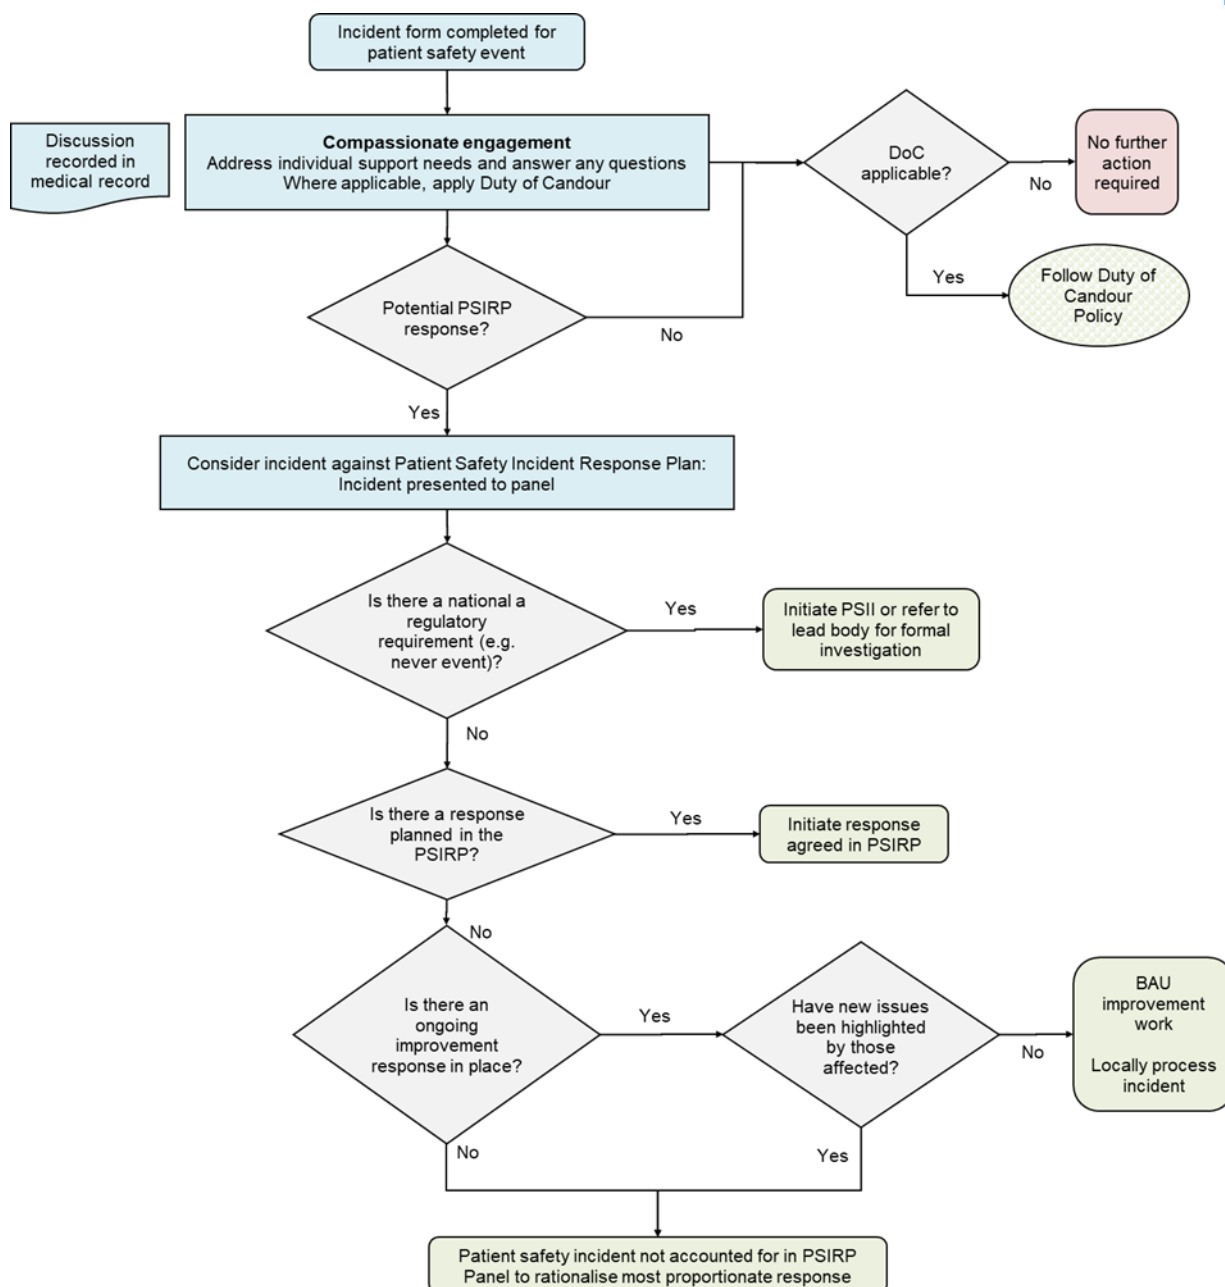 Incident form completed for
patient safety event
Discussion
recorded in
medical record
Compassionate engagement
Address individual support needs and answer any questions
Where applicable, apply Duty of Candour
DoC
applicable?
No
No further
action
required
Yes
Follow Duty of
Candour
Policy
Potential PSIRP
response?
No
Yes
Consider incident against Patient Safety Incident Response Plan:
Incident presented to panel
Is there a national a
regulatory
requirement (e.g.
never event)?
Yes
Initiate PSII or refer to
lead body for formal
investigation
No
Is there a response
planned in the
PSIRP?
Yes
Initiate response
agreed in PSIRP
No
Is there an
ongoing
improvement
response in place?
Yes
Have new issues
been highlighted
by those
affected?
No
BAU
improvement
work
Locally process
incident
No
Yes
Patient safety incident not accounted for in PSIRP
Panel to rationalise most proportionate response